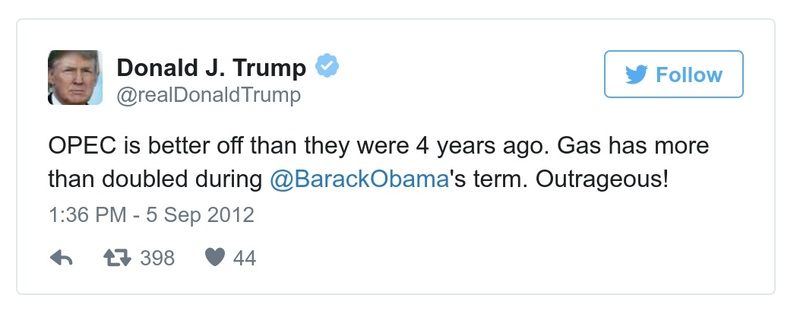 Donald J. Trump
@realDonaldTrump
Follow
OPEC is better off than they were 4 years ago. Gas has more
than doubled during @BarackObama's term. Outrageous!
1:36 PM - 5 Sep 2012
398 44